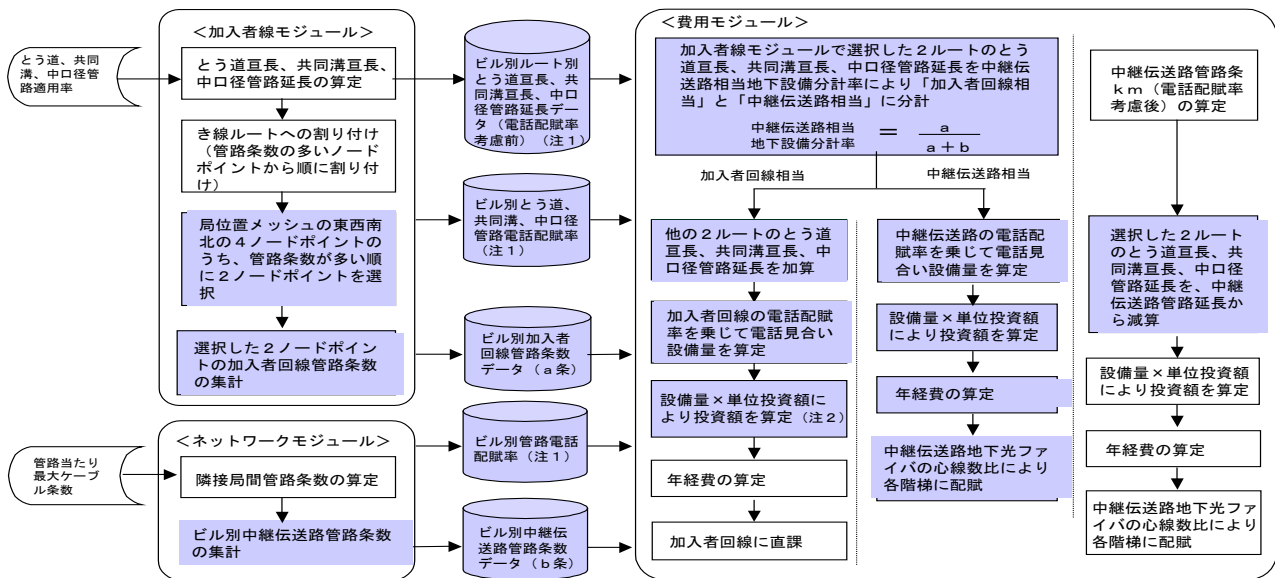 ＜加入者線モジュール＞
とう道、共同
溝、中口径管
路適用率
とう道亘長、共同溝亘長、
中口径管路延長の算定
き線ルートへの割り付け
（管路条数の多いノード
ポイントから順に割り付
け）
局位置メッシュの東西南
北の４ノードポイントの
うち、管路条数が多い順
に２ノードポイントを選
択
選択した２ノードポイン
トの加入者回線管路条数
の集計
＜ネットワークモジュール＞
管路当たり
最大ケーブ
ル条数
隣接局間管路条数の算定
ビル別中継伝送路管路条数
の集計
ビル別ルート別
とう道亘長、共
同溝亘長、中口
径管路延長デー
タ（電話配賦率
考慮前）（注１）
ビル別とう道、
共同溝、中口径
管路電話配賦率
（注１）
ビル別加入者
回線管路条数
データ（ａ条）
ビル別管路電話
配賦率（注１）
ビル別中継伝
送路管路条数
データ（ｂ条）
＜費用モジュール＞
加入者線モジュールで選択した２ルートのとう
道亘長、共同溝亘長、中口径管路延長を中継伝
送路相当地下設備分計率により「加入者回線相
当」と「中継伝送路相当」に分計
中継伝送路相当
地下設備分計率
＝
ａ
ａ＋ｂ
加入者回線相当
中継伝送路相当
他の２ルートのとう道
亘長、共同溝亘長、中
口径管路延長を加算
加入者回線の電話配賦
率を乗じて電話見合い
設備量を算定
設備量×単位投資額に
より投資額を算定（注２）
年経費の算定
加入者回線に直課
中継伝送路の電話配
賦率を乗じて電話見
合い設備量を算定
設備量×単位投資額
により投資額を算定
年経費の算定
中継伝送路地下光ファ
イバの心線数比により
各階梯に配賦
中継伝送路管路条
ｋｍ（電話配賦率
考慮後）の算定
選択した２ルート
のとう道亘長、共
同溝亘長、中口径
管路延長を、中継
伝送路管路延長か
ら減算
設備量×単位投資額
により投資額を算定
年経費の算定
中継伝送路地下光ファイ
バの心線数比により
各階梯に配賦